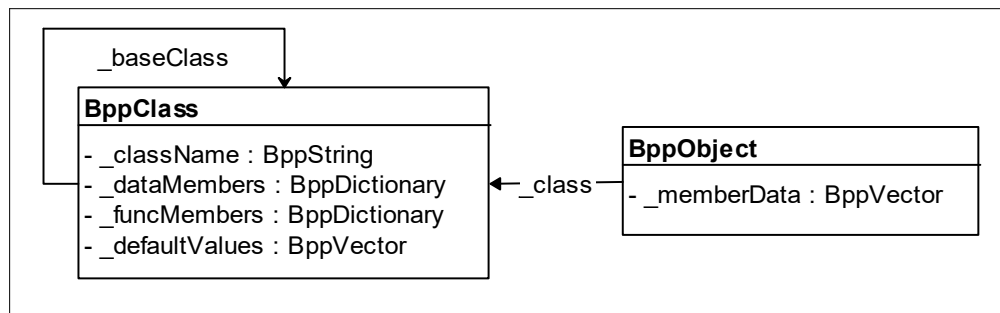 _baseClass
BppClass
- _className : BppString
- _dataMembers : BppDictionary
- _funcMembers : BppDictionary
- _defaultValues : BppVector
_class
BppObject
- _memberData : BppVector